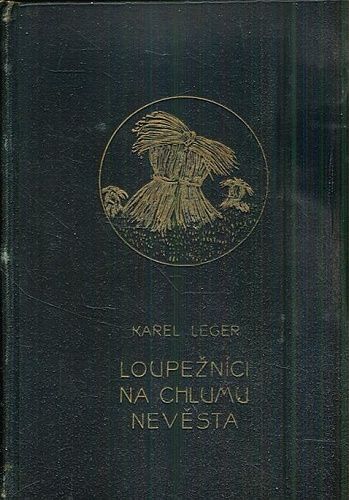 KAREL LEGER
LOUPEŽNÍCI
NA CHLUMU
NEVĚSTA